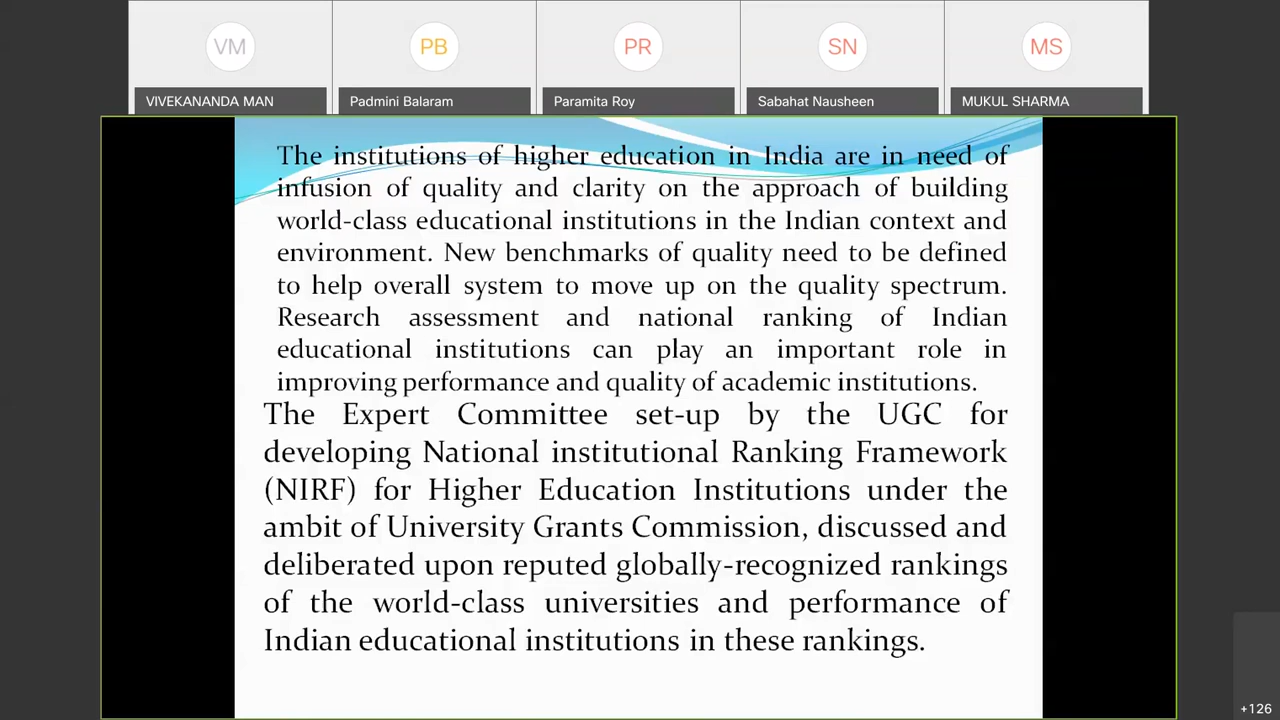 VM
PB
PR
SN
MS
VIVEKANANDA MAN
Padmini Balaram
Paramita Roy
Sabahat Nausheen
MUKUL SHARMA
The institutions of higher education in India are in need of
infusion of quality and clarity on the approach of building
world-class educational institutions in the Indian context and
environment. New benchmarks of quality need to be defined
to help overall system to move up on the quality spectrum.
Research assessment and national ranking of Indian
educational institutions can play an important role in
improving performance and quality of academic institutions.
The Expert Committee set-up by the UGC for
developing National institutional Ranking Framework
(NIRF) for Higher Education Institutions under the
ambit of University Grants Commission, discussed and
deliberated upon reputed globally-recognized rankings
of the world-class universities and performance of
Indian educational institutions in these rankings.
+126